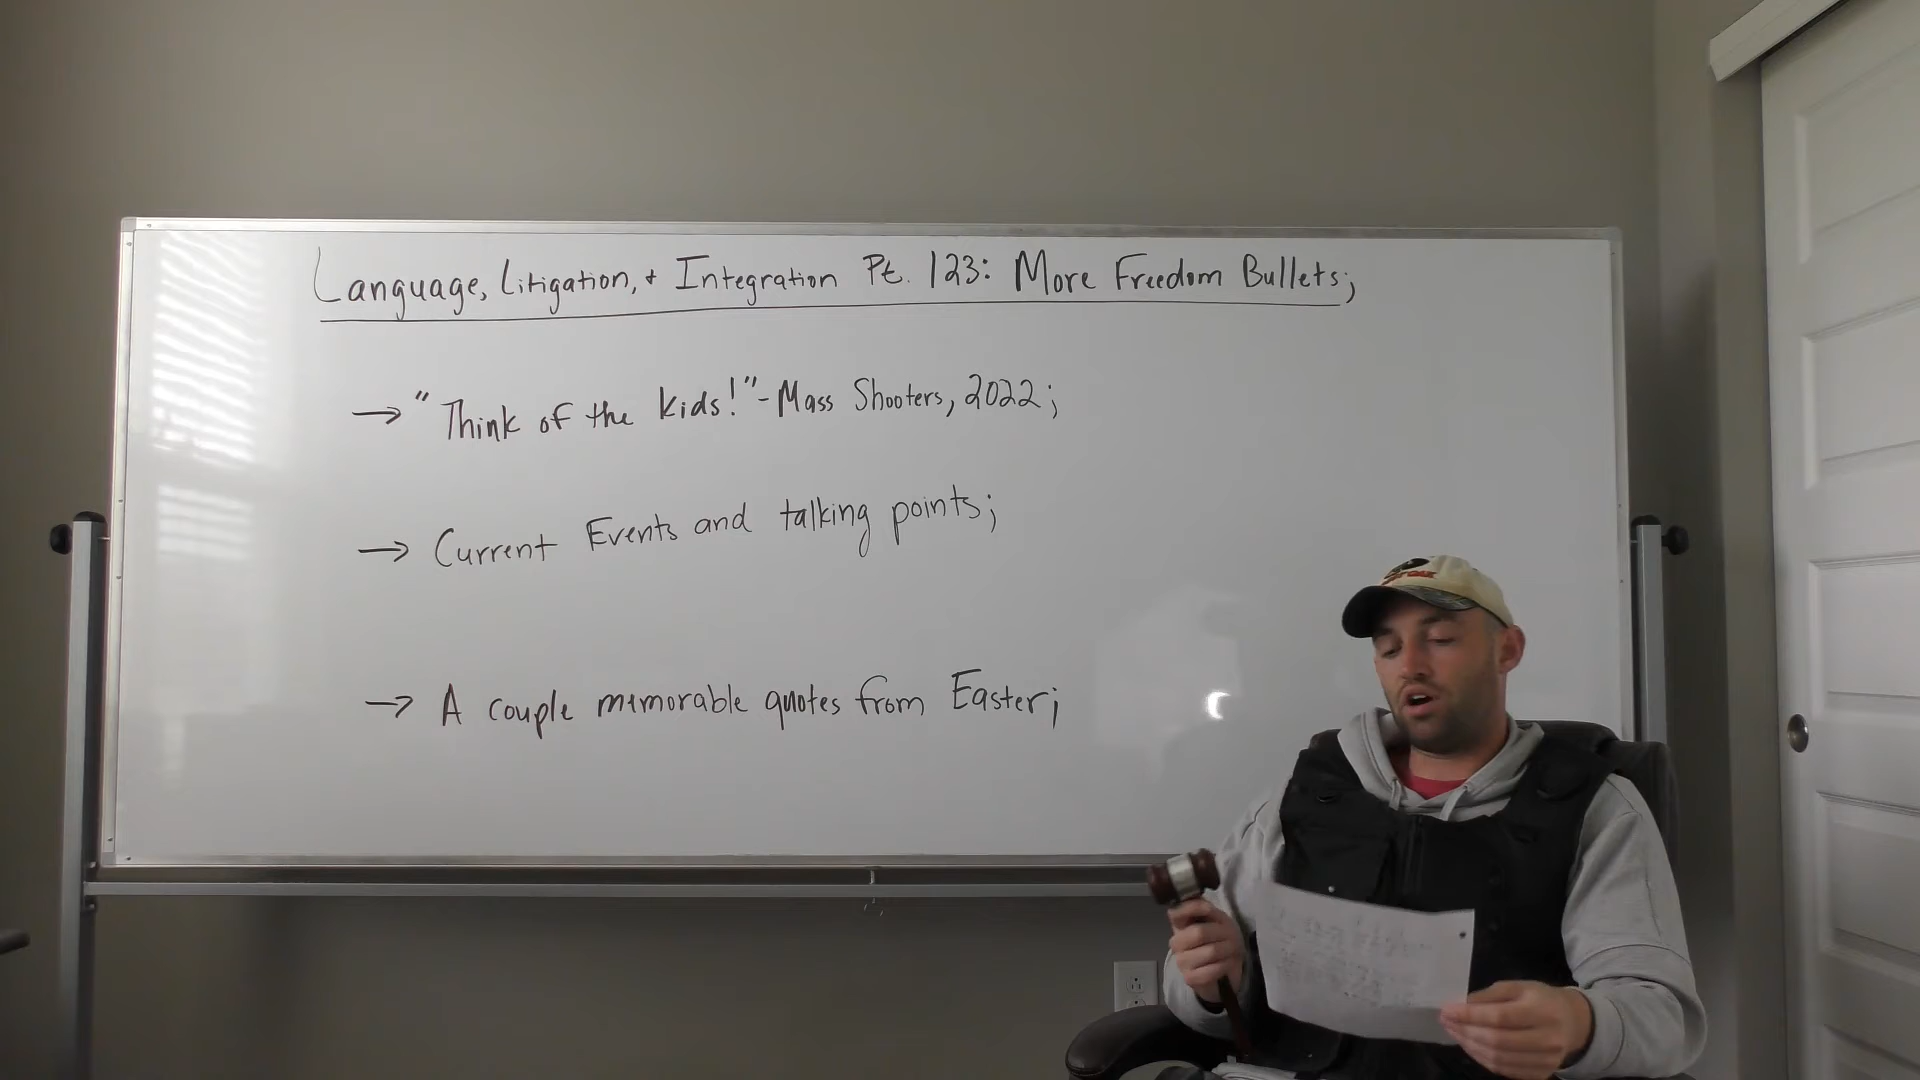 Language, Litigation, + Integration Pt. 123: More Freedom Bullets;
→ "Think of the kids!" - Mass Shooters, 2022;
→ Current Events and talking points;
→ A couple memorable quotes from Easter;